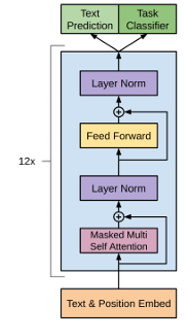 Text
Prediction
Task
Classifier
12x
Layer Norm
Feed Forward
Layer Norm
Masked Multi
Self Attention
Text & Position Embed